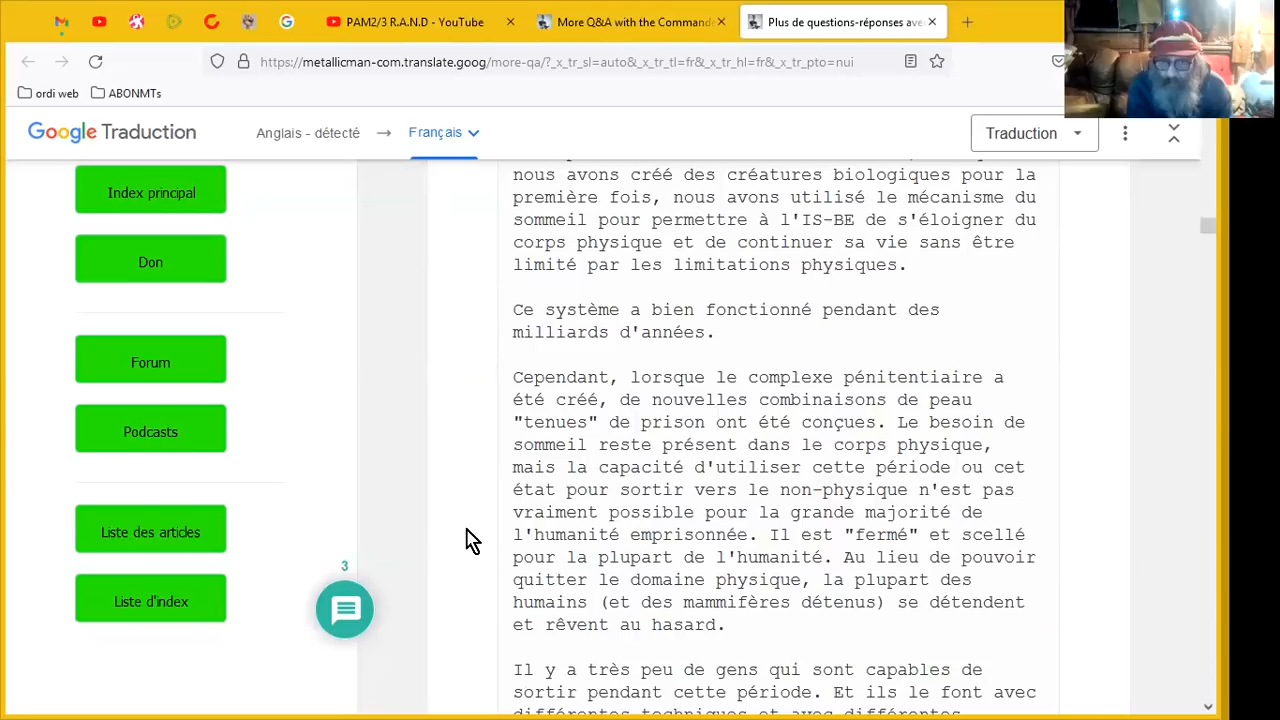 PAM2/3 R.A.N.D - YouTube
More Q&A with the Command
Plus de questions-réponses ave
https://metallicman-com.translate.goog/more-qa/?_x_tr_sl=auto&_x_tr_tl=fr&_x_tr_hl=fr&_x_tr_pto=nui
ordi web
ABONMTs
Google Traduction
Anglais - détecté
Français
Traduction
Index principal
Don
Forum
Podcasts
Liste des articles
Liste d'index
3
nous avons créé des créatures biologiques pour la
première fois, nous avons utilisé le mécanisme du
sommeil pour permettre à l'IS-BE de s'éloigner du
corps physique et de continuer sa vie sans être
limité par les limitations physiques.
Ce système a bien fonctionné pendant des
milliards d'années.
Cependant, lorsque le complexe pénitentiaire a
été créé, de nouvelles combinaisons de peau
"tenues" de prison ont été conçues. Le besoin de
sommeil reste présent dans le corps physique,
mais la capacité d'utiliser cette période ou cet
état pour sortir vers le non-physique n'est pas
vraiment possible pour la grande majorité de
l'humanité emprisonnée. Il est "fermé" et scellé
pour la plupart de l'humanité. Au lieu de pouvoir
quitter le domaine physique, la plupart des
humains (et des mammifères détenus) se détendent
et rêvent au hasard.
Il y a très peu de gens qui sont capables de
sortir pendant cette période. Et ils le font avec
différentes techniques et avec différentes